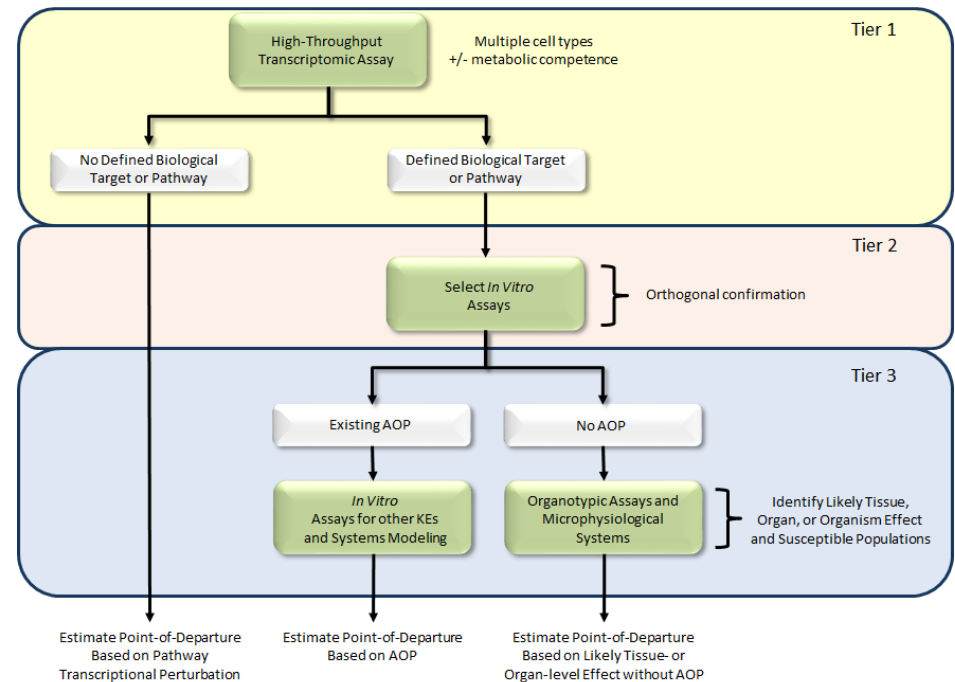 Tier 1
High-Throughput
Transcriptomic Assay
Multiple cell types
+/- metabolic competence
No Defined Biological
Target or Pathway
Defined Biological Target
or Pathway
Tier 2
Select In Vitro
Assays
Orthogonal confirmation
Tier 3
Existing AOP
No AOP
In Vitro
Assays for other KEs
and Systems Modeling
Organotypic Assays and
Microphysiological
Systems
Identify Likely Tissue,
Organ, or Organism Effect
and Susceptible Populations
Estimate Point-of-Departure
Based on Pathway
Transcriptional Perturbation
Estimate Point-of-Departure
Based on AOP
Estimate Point-of-Departure
Based on Likely Tissue- or
Organ-level Effect without AOP